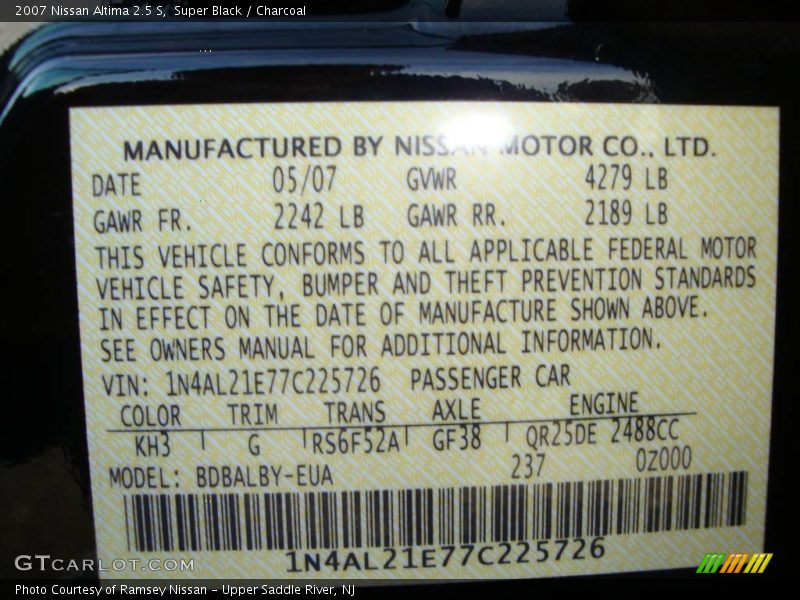 2007 Nissan Altima 2.5 S, Super Black / Charcoal
MANUFACTURED BY NISSAN MOTOR CO., LTD.
DATE 05/07 GVWR 4279 LB
GAWR FR. 2242 LB GAWR RR. 2189 LB
THIS VEHICLE CONFORMS TO ALL APPLICABLE FEDERAL MOTOR
VEHICLE SAFETY, BUMPER AND THEFT PREVENTION STANDARDS
IN EFFECT ON THE DATE OF MANUFACTURE SHOWN ABOVE.
SEE OWNERS MANUAL FOR ADDITIONAL INFORMATION.
VIN: 1N4AL21E77C225726 PASSENGER CAR
COLOR TRIM TRANS AXLE ENGINE
KH3 G RS6F52A GF38 QR25DE 2488CC
MODEL: BDBALBY-EUA 237 0Z000
1N4AL21E77C225726
GTCARLOT.COM
Photo Courtesy of Ramsey Nissan - Upper Saddle River, NJ